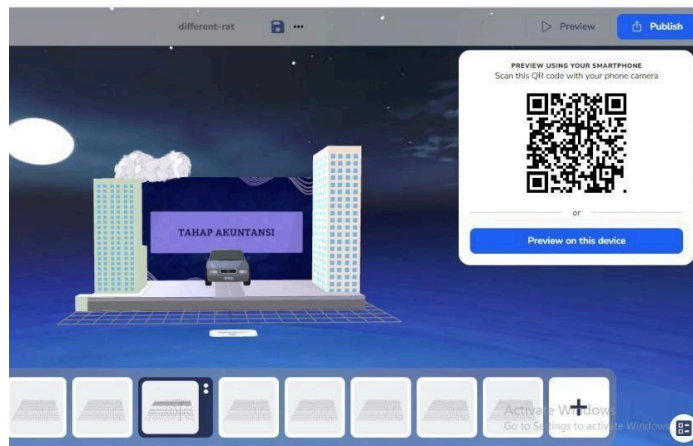 different-rat
Preview
Publish
PREVIEW USING YOUR SMARTPHONE
Scan this QR code with your phone camera
or
Preview on this device
TAHAP AKUNTANSI
Activate Windows
Go to Settings to activate Windows